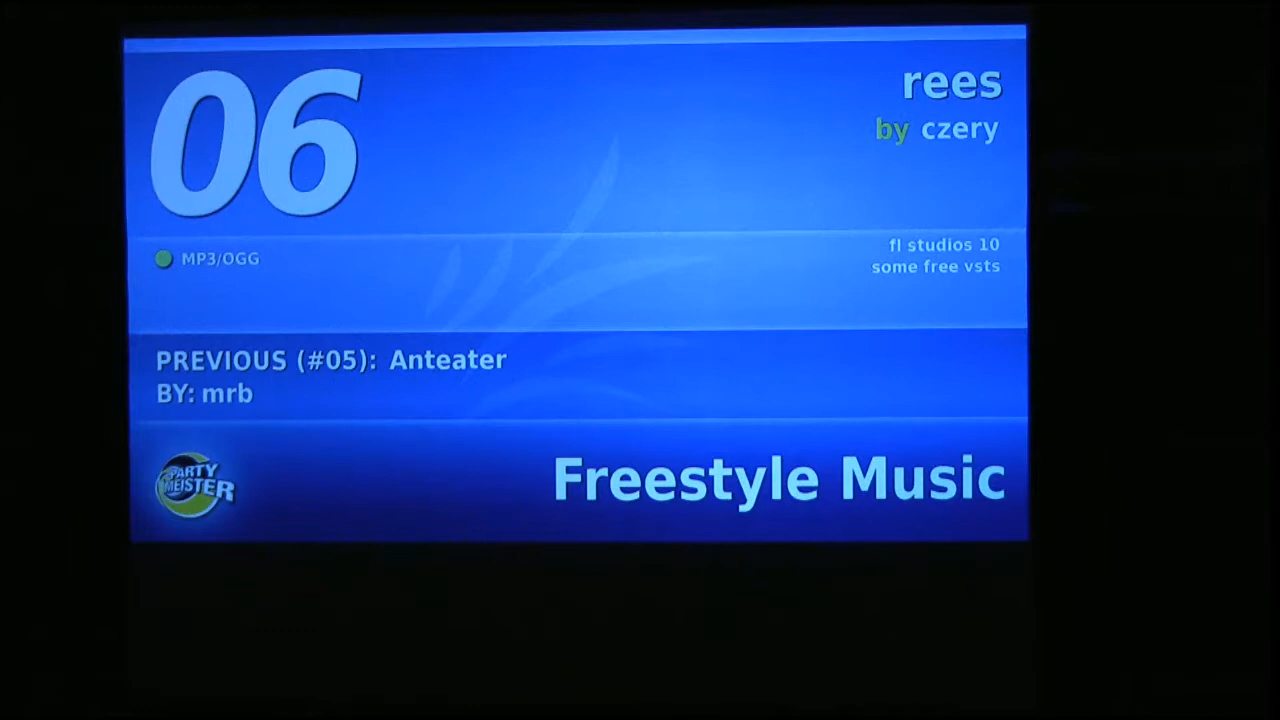 06
rees
by czery
MP3/OGG
fl studios 10
some free vsts
PREVIOUS (#05): Anteater
BY: mrb
PARTY
MEISTER
Freestyle Music